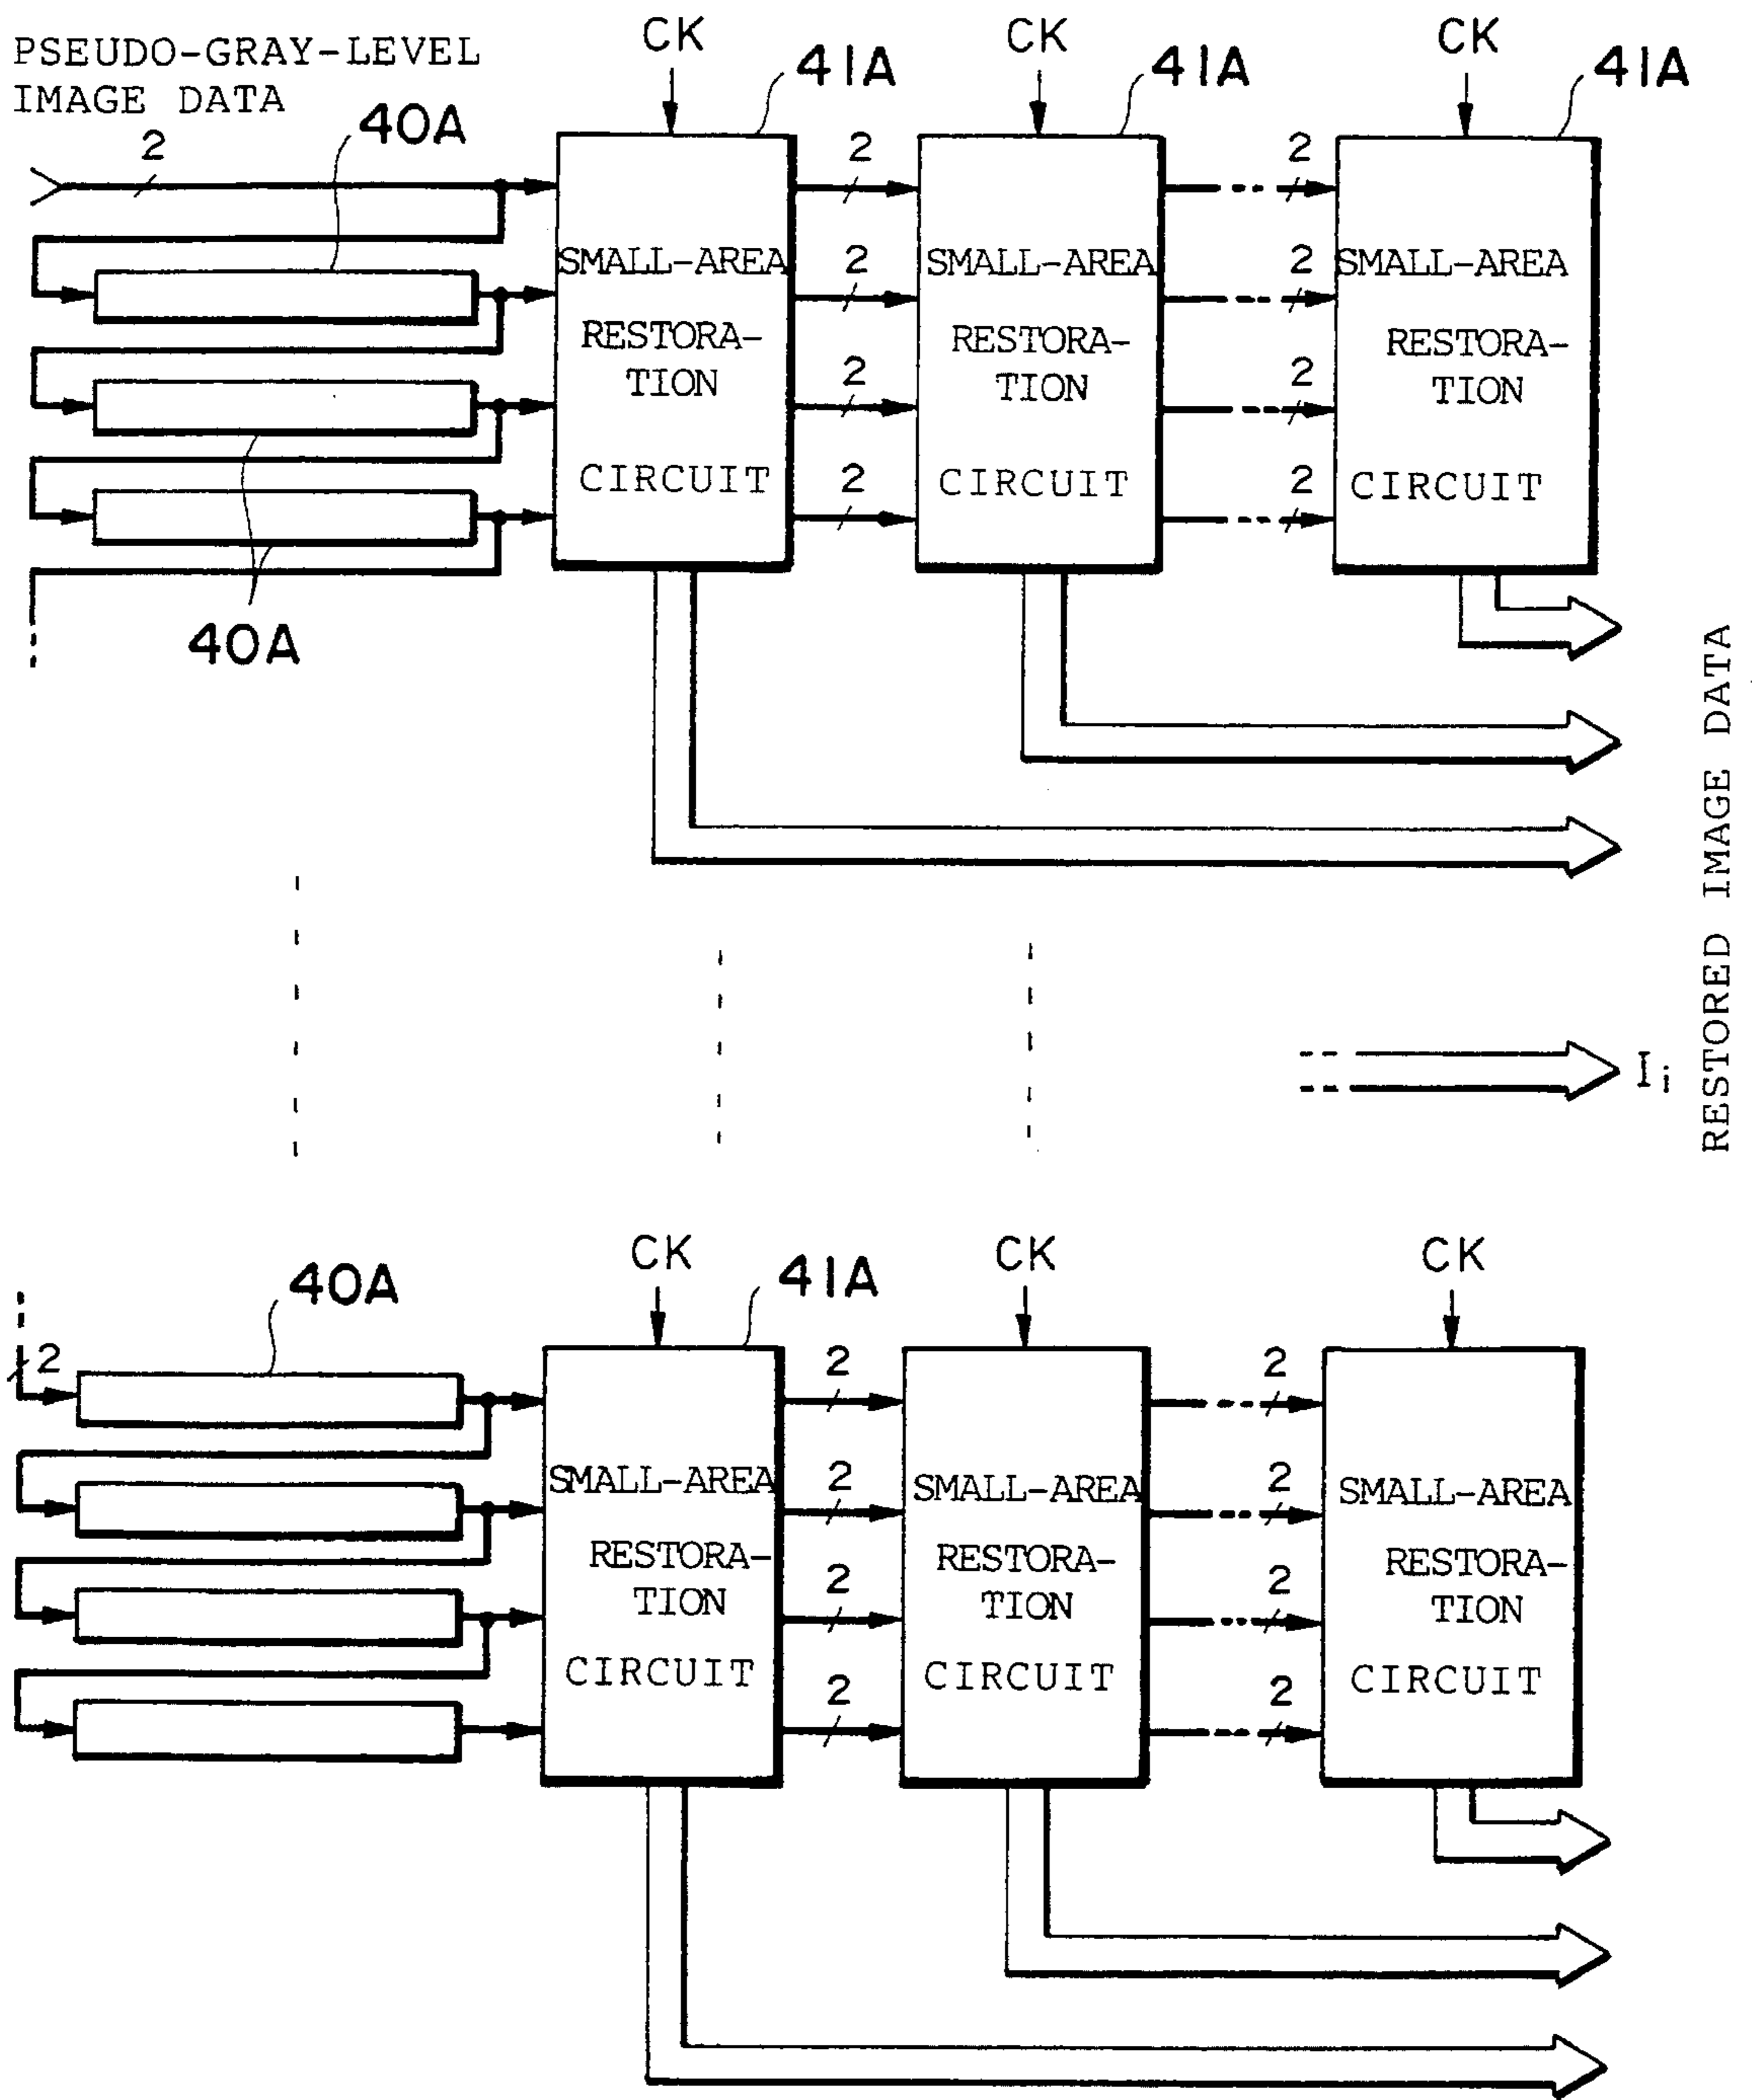 PSEUDO-GRAY-LEVEL
IMAGE DATA
CK
CK
CK
41A
41A
41A
40A
2
2
2
2
SMALL-AREA
2
SMALL-AREA
2
SMALL-AREA
RESTORA-
TION
2
RESTORA-
TION
2
RESTORA-
TION
CIRCUIT
2
CIRCUIT
2
CIRCUIT
40A
RESTORED IMAGE DATA
Ii
CK
CK
CK
40A
41A
2
2
2
SMALL-AREA
2
SMALL-AREA
2
SMALL-AREA
RESTORA-
TION
2
RESTORA-
TION
2
RESTORA-
TION
CIRCUIT
2
CIRCUIT
2
CIRCUIT